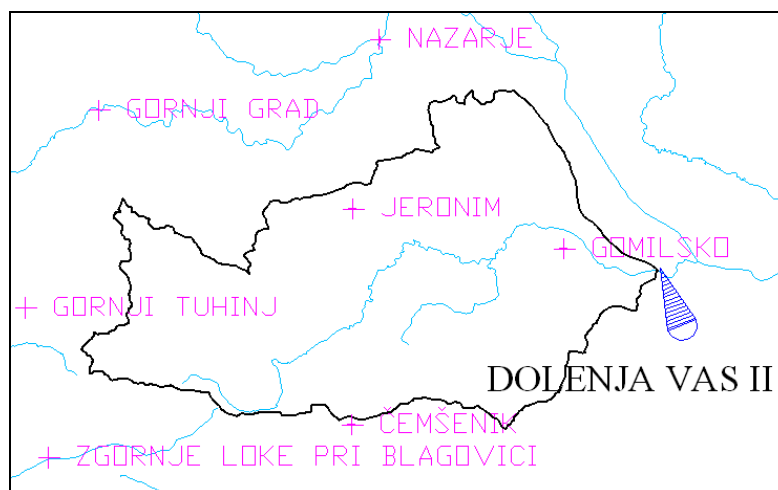 NAZARJE
GORNJI GRAD
JERONIM
GOMILSKO
GORNJI TUHINJ
DOLENJA VAS II
ČEMŠENIK
ZGORNJE LOKE PRI BLAGOVICI